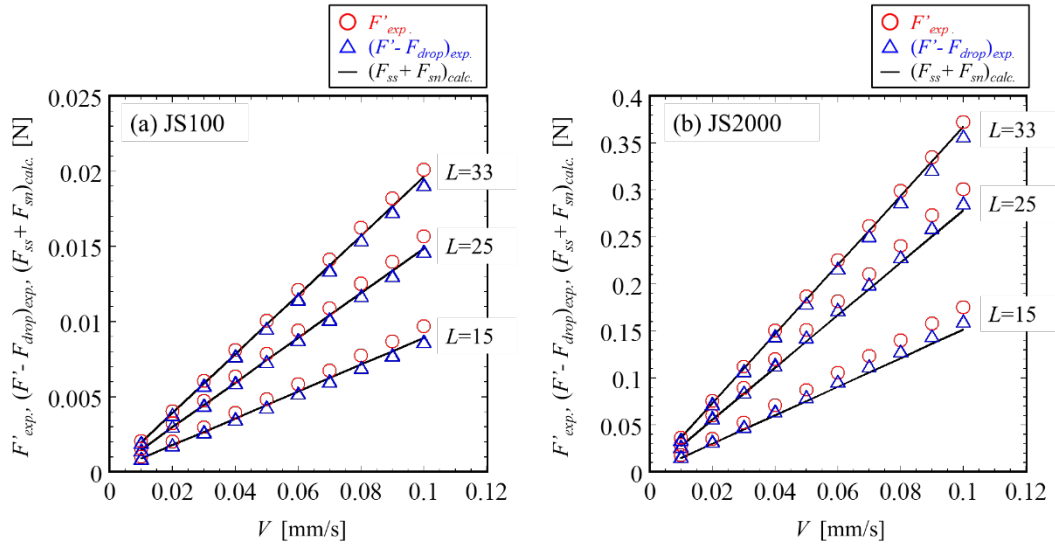 F'exp.
(F'- Fdrop)exp.
(Fss+ Fsn)calc.
F'exp.
(F'- Fdrop)exp.
(Fss+ Fsn)calc.
F'exp., (F'- Fdrop)exp., (Fss+ Fsn)calc. [N]
0.025
0.02
0.015
0.01
0.005
0
(a) JS100
L=33
L=25
L=15
0
0.02
0.04
0.06
0.08
0.1
0.12
V [mm/s]
F'exp., (F'- Fdrop)exp., (Fss+ Fsn)calc. [N]
0.4
0.35
0.3
0.25
0.2
0.15
0.1
0.05
0
(b) JS2000
L=33
L=25
L=15
0
0.02
0.04
0.06
0.08
0.1
0.12
V [mm/s]